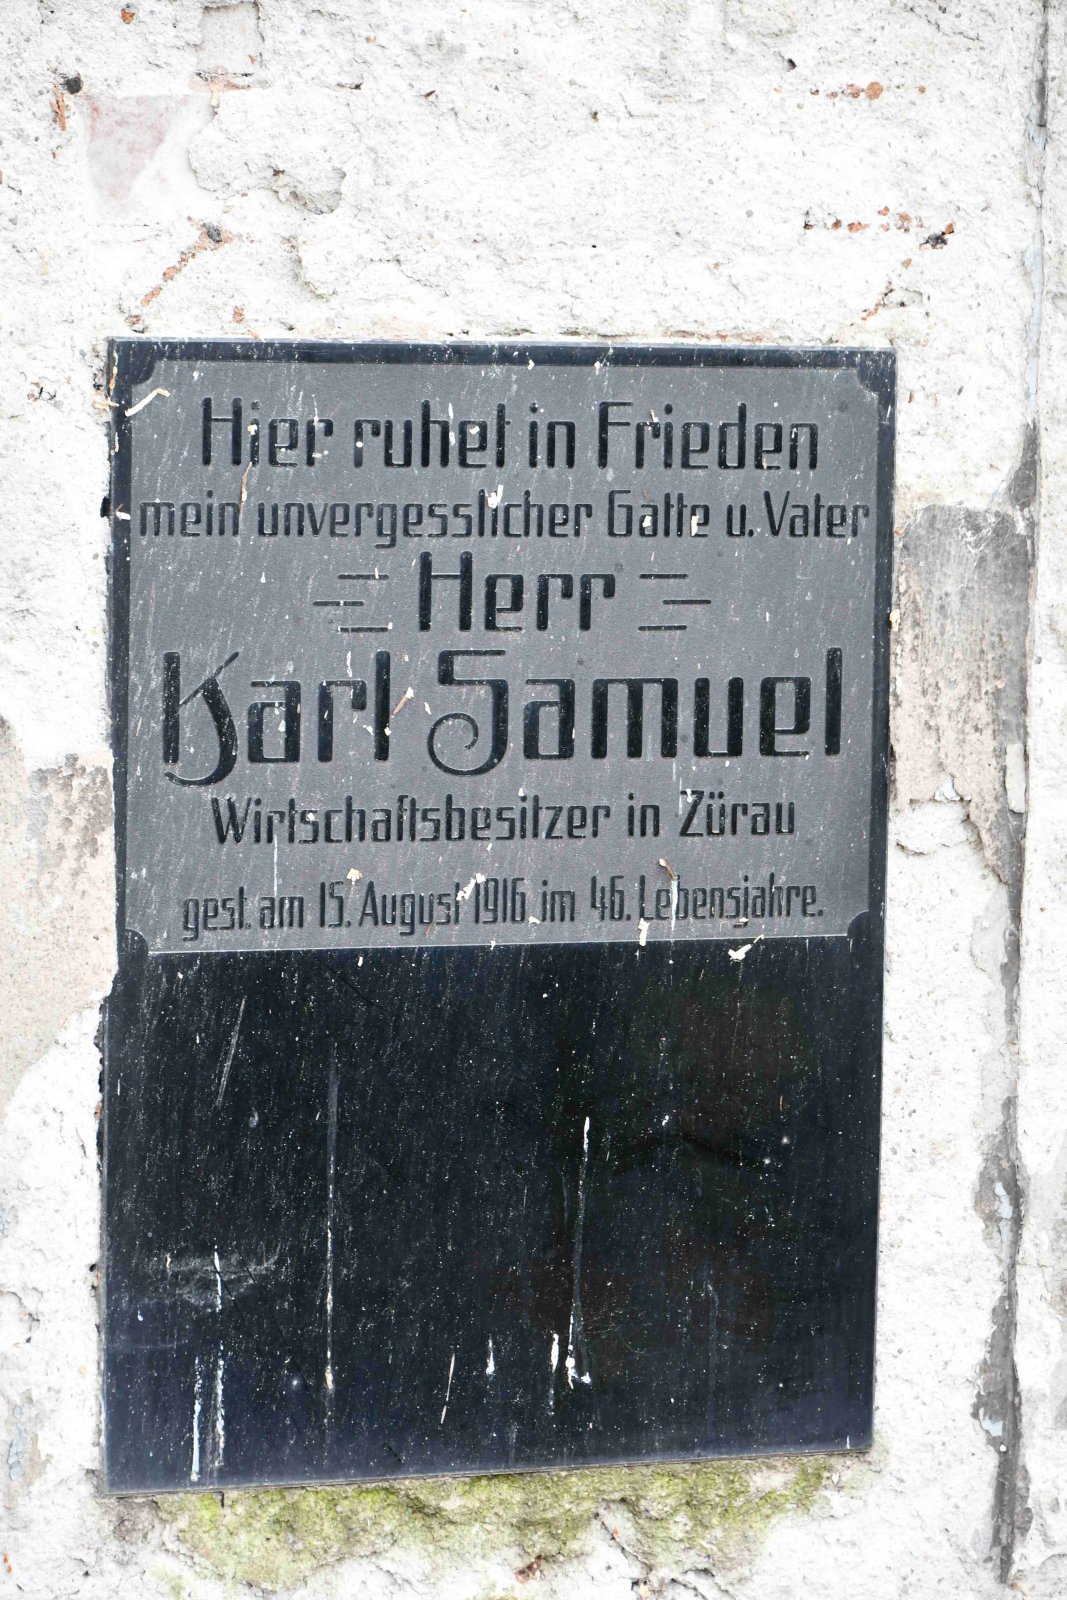 Hier ruhet in Frieden
mein unvergesslicher Gatte u. Vater
Herr
Karl Samuel
Wirtschaftsbesitzer in Zürau
gest. am 15. August 1916 im 46. Lebensjahre.